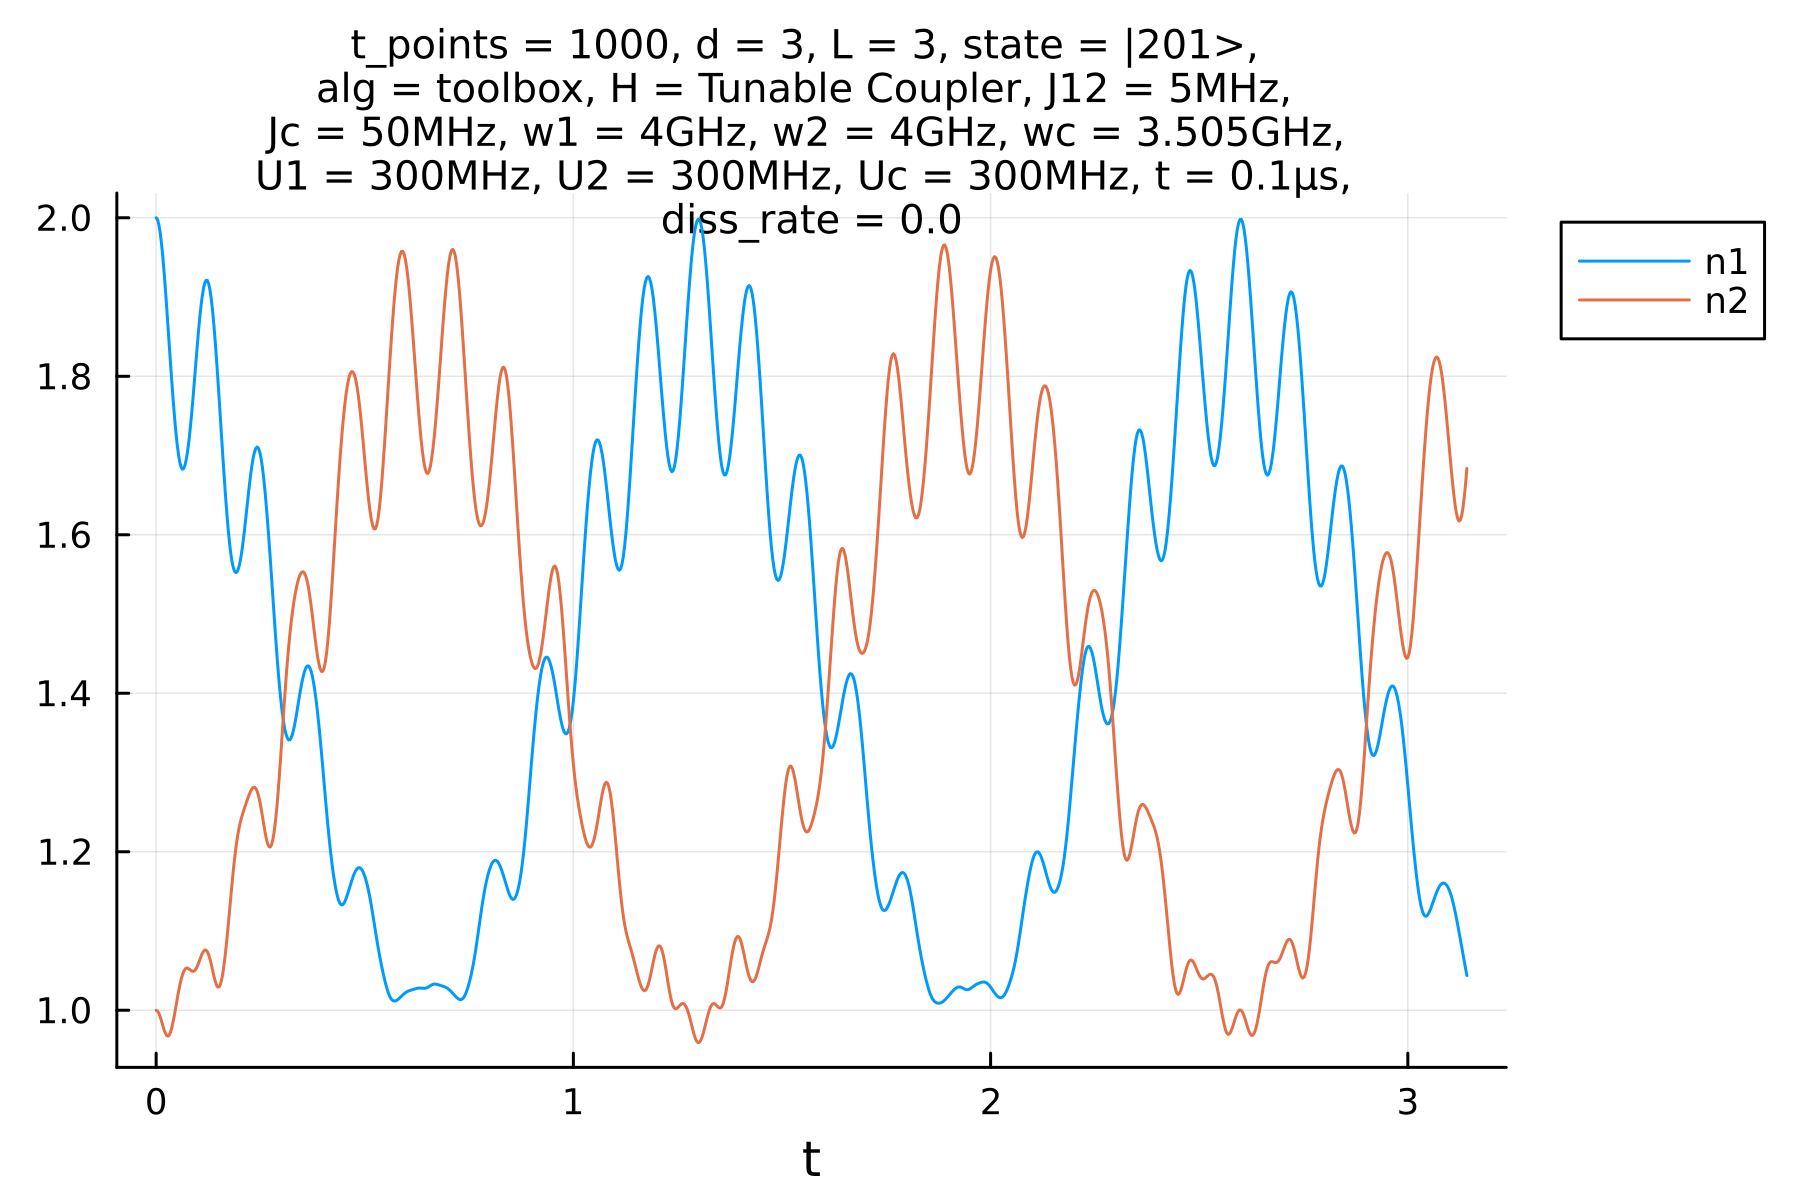 t_points = 1000, d = 3, L = 3, state = |201>,
alg = toolbox, H = Tunable Coupler, J12 = 5MHz,
Jc = 50MHz, w1 = 4GHz, w2 = 4GHz, wc = 3.505GHz,
U1 = 300MHz, U2 = 300MHz, Uc = 300MHz, t = 0.1μs,
diss_rate = 0.0
2.0
1.8
1.6
1.4
1.2
1.0
0 1 2 3
t
n1
n2